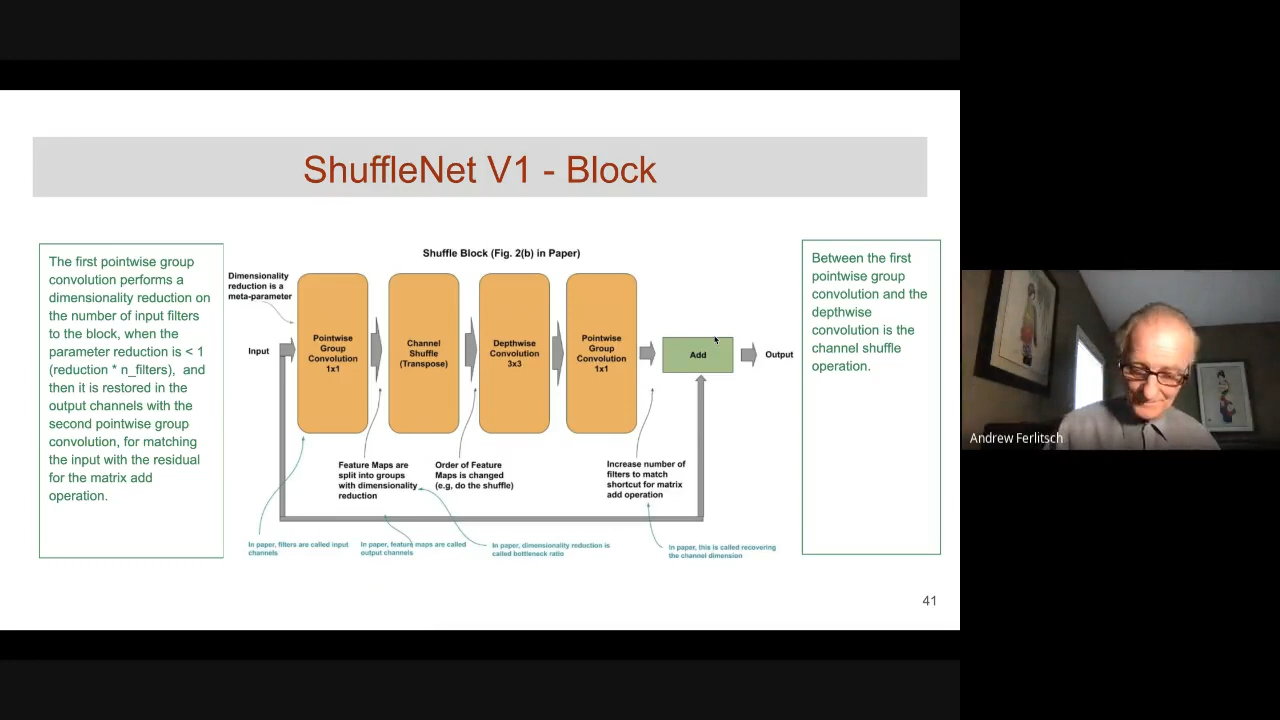 ShuffleNet V1 - Block
The first pointwise group
convolution performs a
dimensionality reduction on
the number of input filters
to the block, when the
parameter reduction is < 1
(reduction * n_filters), and
then it is restored in the
output channels with the
second pointwise group
convolution, for matching
the input with the residual
for the matrix add
operation.
Shuffle Block (Fig. 2(b) in Paper)
Dimensionality
reduction is a
meta-parameter
Input
Pointwise
Group
Convolution
1x1
Channel
Shuffle
(Transpose)
Depthwise
Convolution
3x3
Pointwise
Group
Convolution
1x1
Add
Output
Feature Maps are
split into groups
with dimensionality
reduction
Order of Feature
Maps is changed
(e.g, do the shuffle)
Increase number of
filters to match
shortcut for matrix
add operation
In paper, filters are called input
channels
In paper, feature maps are called
output channels
In paper, dimensionality reduction is
called bottleneck ratio
In paper, this is called recovering
the channel dimension
Between the first
pointwise group
convolution and the
depthwise
convolution is the
channel shuffle
operation.
41
Andrew Ferlitsch